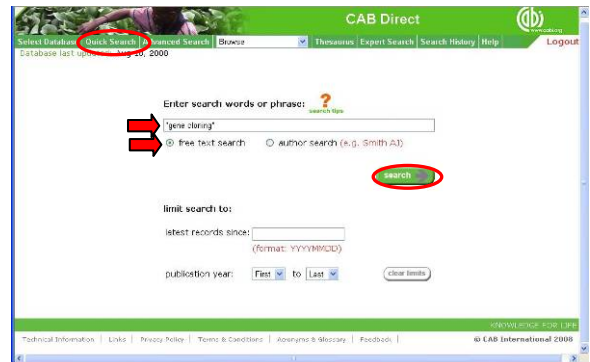 CAB Direct
www.cabi.org
Select Database Quick Search Advanced Search Browse Thesaurus Expert Search Search History Help Logout
Database last updated: Aug 20, 2008
Enter search words or phrase: ?
search tips
"gene cloning"
free text search author search (e.g. Smith AJ)
search
limit search to:
latest records since:
(format: YYYYMMDD)
publication year: First to Last clear limits
KNOWLEDGE FOR LIFE
Technical Information | Links | Privacy Policy | Terms & Conditions | Acronyms & Glossary | Feedback | © CAB International 2008